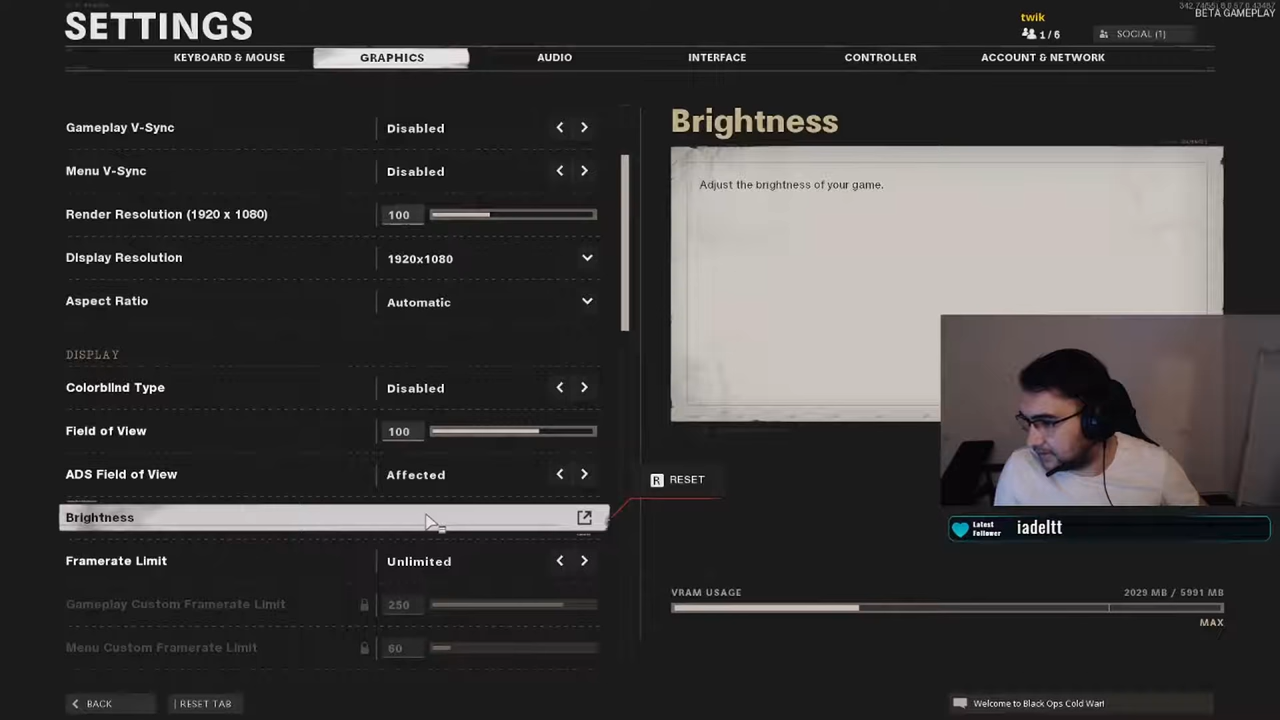 SETTINGS
twik
1 / 6
SOCIAL (1)
BETA GAMEPLAY
KEYBOARD & MOUSE
GRAPHICS
AUDIO
INTERFACE
CONTROLLER
ACCOUNT & NETWORK
Gameplay V-Sync Disabled
Menu V-Sync Disabled
Render Resolution (1920 x 1080) 100
Display Resolution 1920x1080
Aspect Ratio Automatic
DISPLAY
Colorblind Type Disabled
Field of View 100
ADS Field of View Affected
Brightness
Framerate Limit Unlimited
Gameplay Custom Framerate Limit 250
Menu Custom Framerate Limit 60
BACK
RESET TAB
Brightness
Adjust the brightness of your game.
R RESET
Latest
Follower
iadeltt
VRAM USAGE 2029 MB / 5991 MB
MAX
Welcome to Black Ops Cold War!